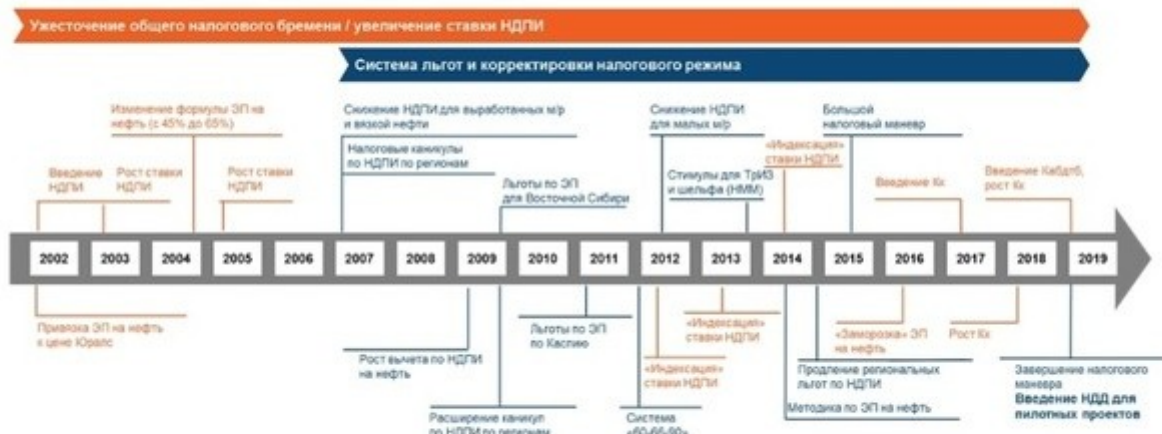 Ужесточение общего налогового бремени / увеличение ставки НДПИ
Система льгот и корректировки налогового режима
Изменение формулы ЭП на
нефть (с 45% до 65%)
Снижение НДПИ для выработанных м/р
и вязкой нефти
Снижение НДПИ
для малых м/р
Большой
налоговый маневр
Налоговые каникулы
по НДПИ по регионам
«Индексация»
ставки НДПИ
Введение
НДПИ
Рост ставки
НДПИ
Рост ставки
НДПИ
Льготы по ЭП
для Восточной Сибири
Стимулы для ТрИЗ
и шельфа (НММ)
Введение Кк
Введение Кабдтб,
рост Кк
2002
2003
2004
2005
2006
2007
2008
2009
2010
2011
2012
2013
2014
2015
2016
2017
2018
2019
Привязка ЭП на нефть
к цене Юралс
Льготы по ЭП
по Каспию
«Индексация»
ставки НДПИ
«Заморозка» ЭП
на нефть
Рост Кк
Рост вычета по НДПИ
на нефть
«Индексация»
ставки НДПИ
Продление региональных
льгот по НДПИ
Завершение налогового
маневра
Введение НДД для
пилотных проектов
Расширение каникул
по НДПИ по регионам
Система
«60-66-90»
Методика по ЭП на нефть